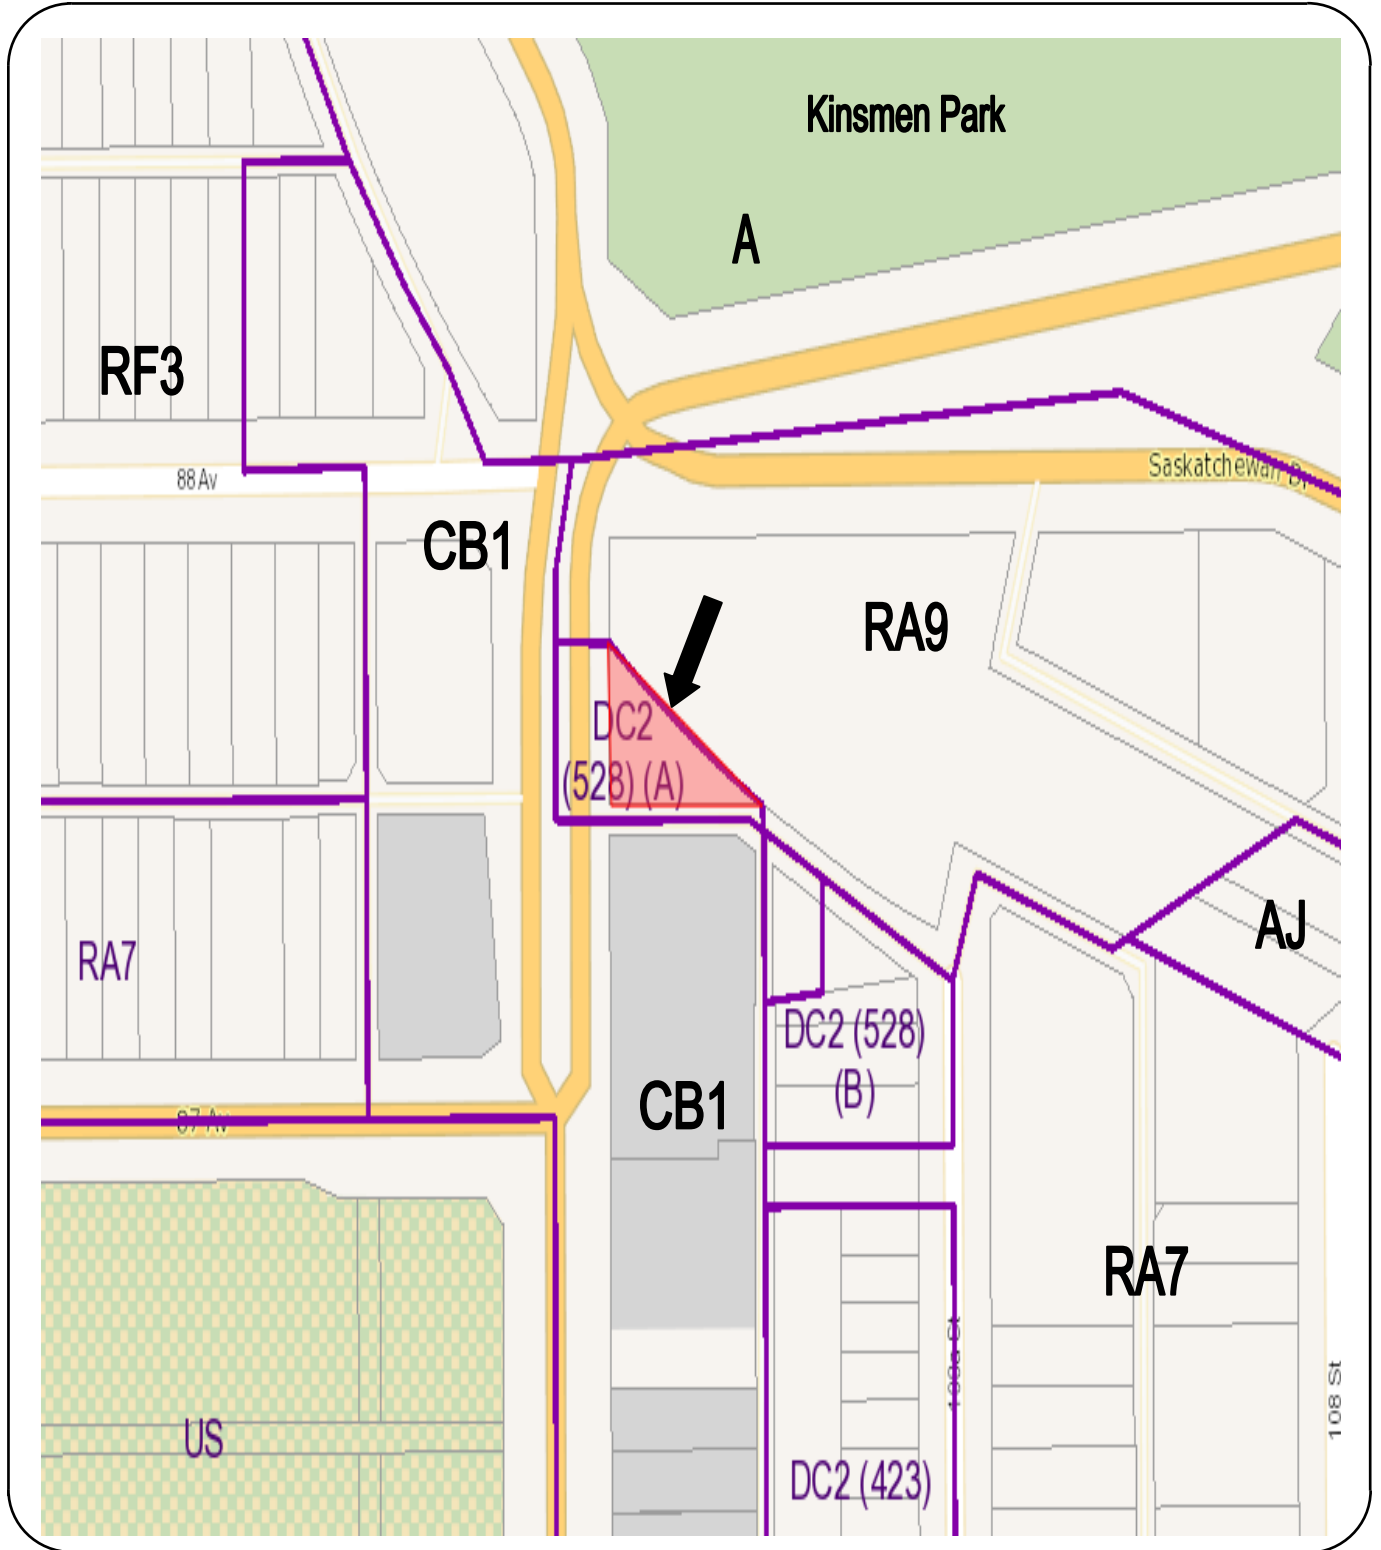 Kinsmen Park
A
RF3
Saskatchewan Dr
88 Av
CB1
RA9
DC2
(528) (A)
AJ
RA7
DC2 (528)
(B)
CB1
87 Av
RA7
108 St
US
DC2 (423)